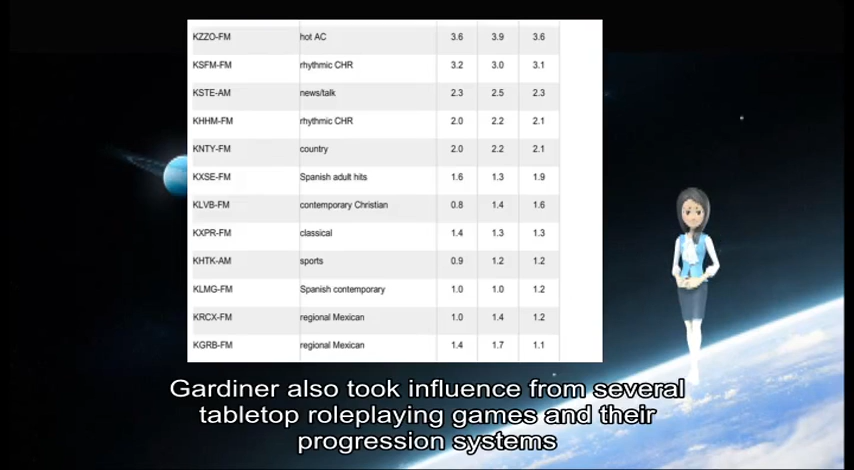 KZZO-FM hot AC 3.6 3.9 3.6
KSFM-FM rhythmic CHR 3.2 3.0 3.1
KSTE-AM news/talk 2.3 2.5 2.3
KHHM-FM rhythmic CHR 2.0 2.2 2.1
KNTY-FM country 2.0 2.2 2.1
KXSE-FM Spanish adult hits 1.6 1.3 1.9
KLVB-FM contemporary Christian 0.8 1.4 1.6
KXPR-FM classical 1.4 1.3 1.3
KHTK-AM sports 0.9 1.2 1.2
KLMG-FM Spanish contemporary 1.0 1.0 1.2
KRCX-FM regional Mexican 1.0 1.4 1.2
KGRB-FM regional Mexican 1.4 1.7 1.1
Gardiner also took influence from several
tabletop roleplaying games and their
progression systems